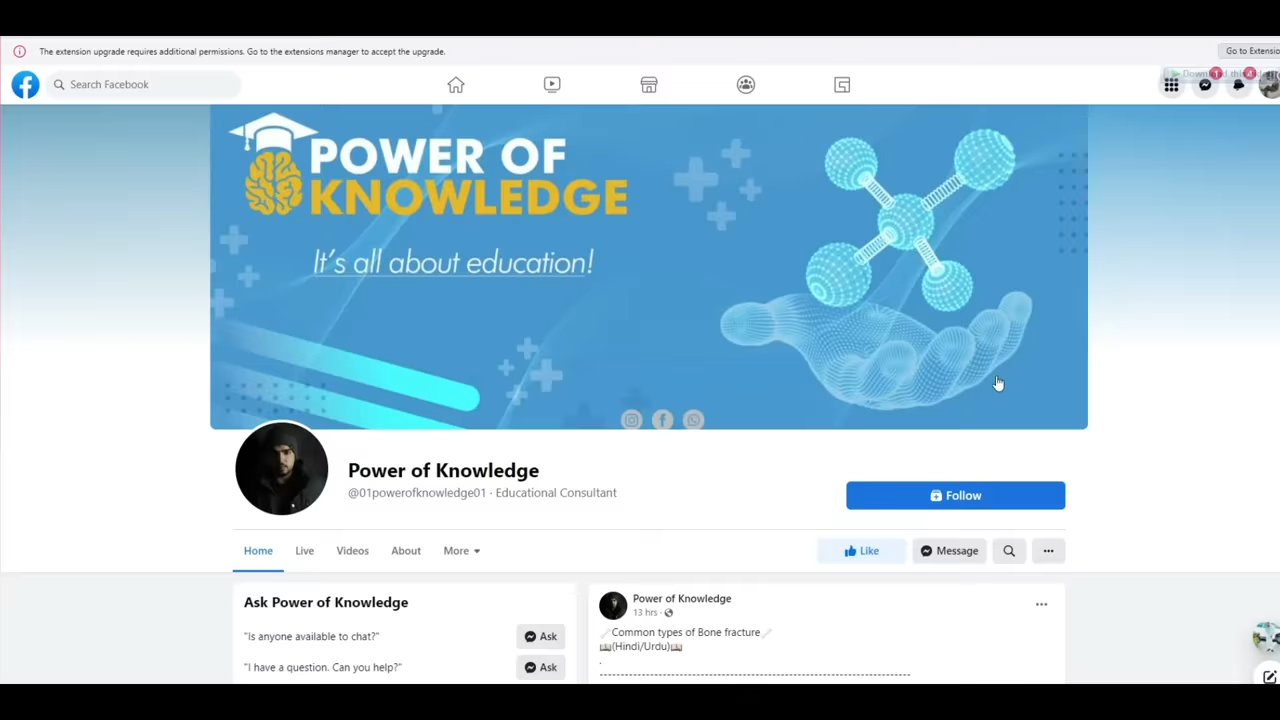 The extension upgrade requires additional permissions. Go to the extensions manager to accept the upgrade.
Go to Extensio
Search Facebook
POWER OF
KNOWLEDGE
It's all about education!
Power of Knowledge
@01powerofknowledge01 · Educational Consultant
Follow
Home Live Videos About More
Like Message
Ask Power of Knowledge
"Is anyone available to chat?" Ask
"I have a question. Can you help?" Ask
Power of Knowledge
13 hrs ·
🦴Common types of Bone fracture🦴
📖(Hindi/Urdu)📖
.
--------------------------------------------------------------------------